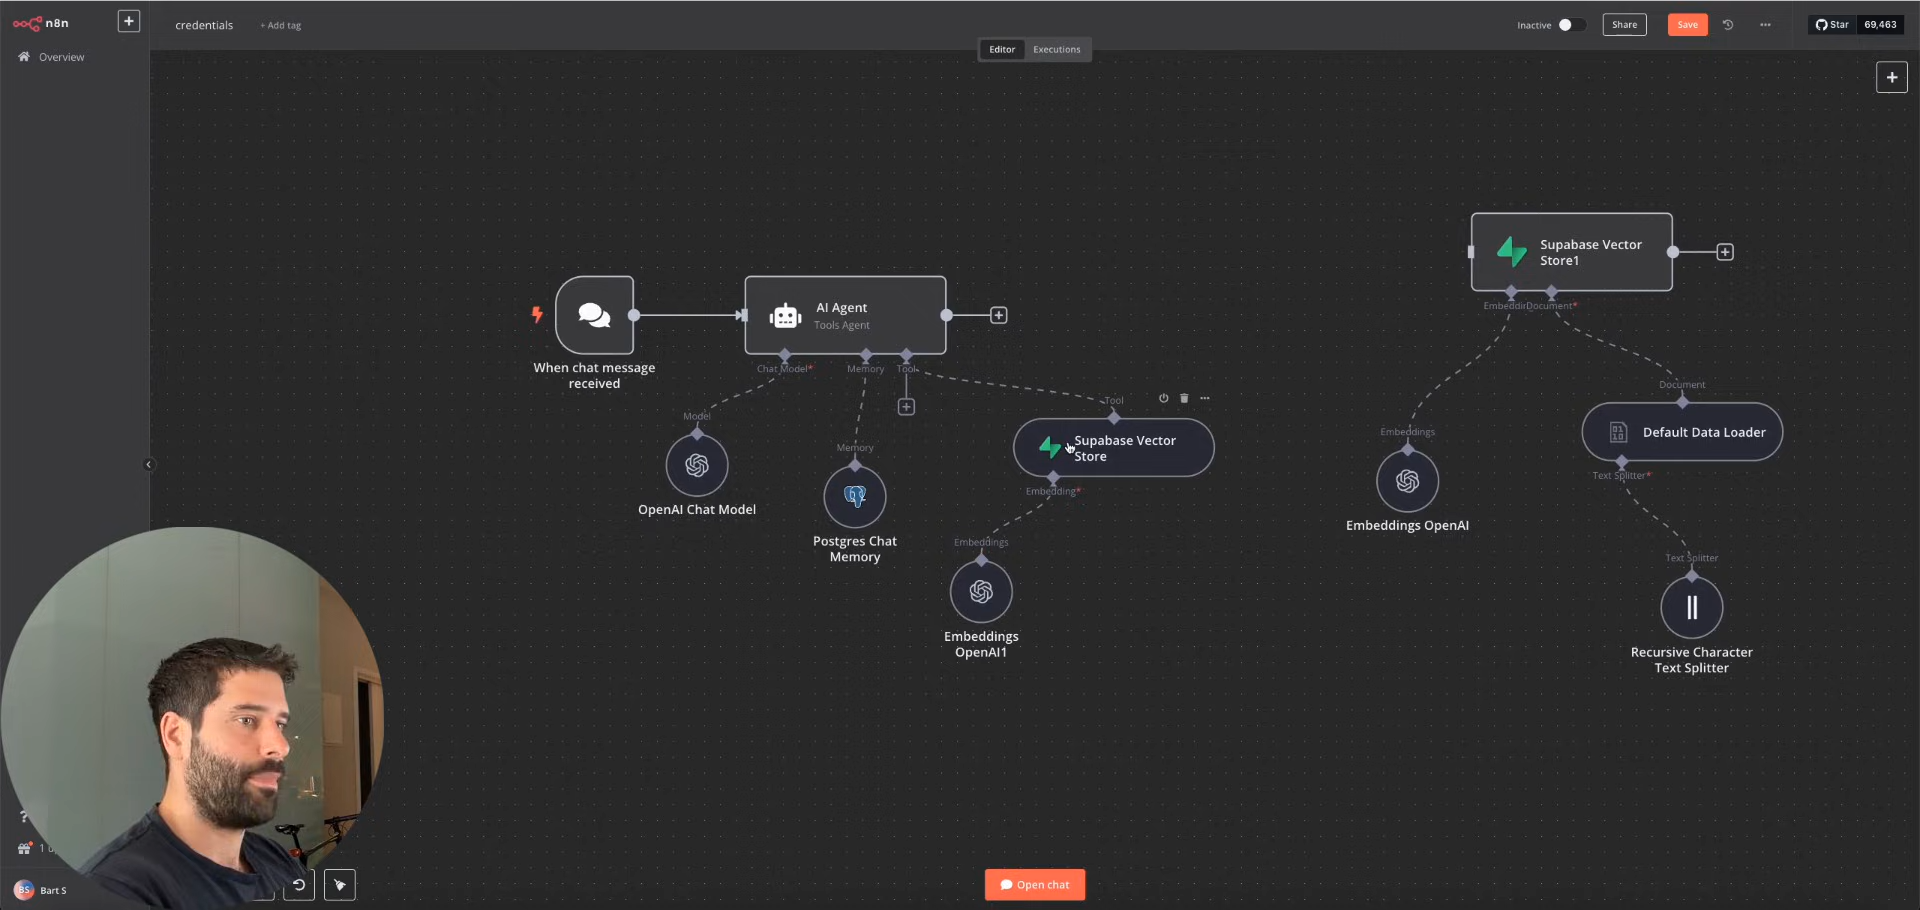 n8n
credentials
+ Add tag
Inactive
Share
Save
Star
69,463
Editor
Executions
Overview
Supabase Vector
Store1
Embeddin
Document*
AI Agent
Tools Agent
When chat message
received
Chat Model*
Memory
Tool
Document
Tool
Model
Default Data Loader
Embeddings
Supabase Vector
Store
Memory
Text Splitter*
Embedding*
OpenAI Chat Model
Embeddings OpenAI
Postgres Chat
Memory
Embeddings
Text Splitter
Embeddings
OpenAI1
Recursive Character
Text Splitter
?
1
BS
Bart S
Open chat